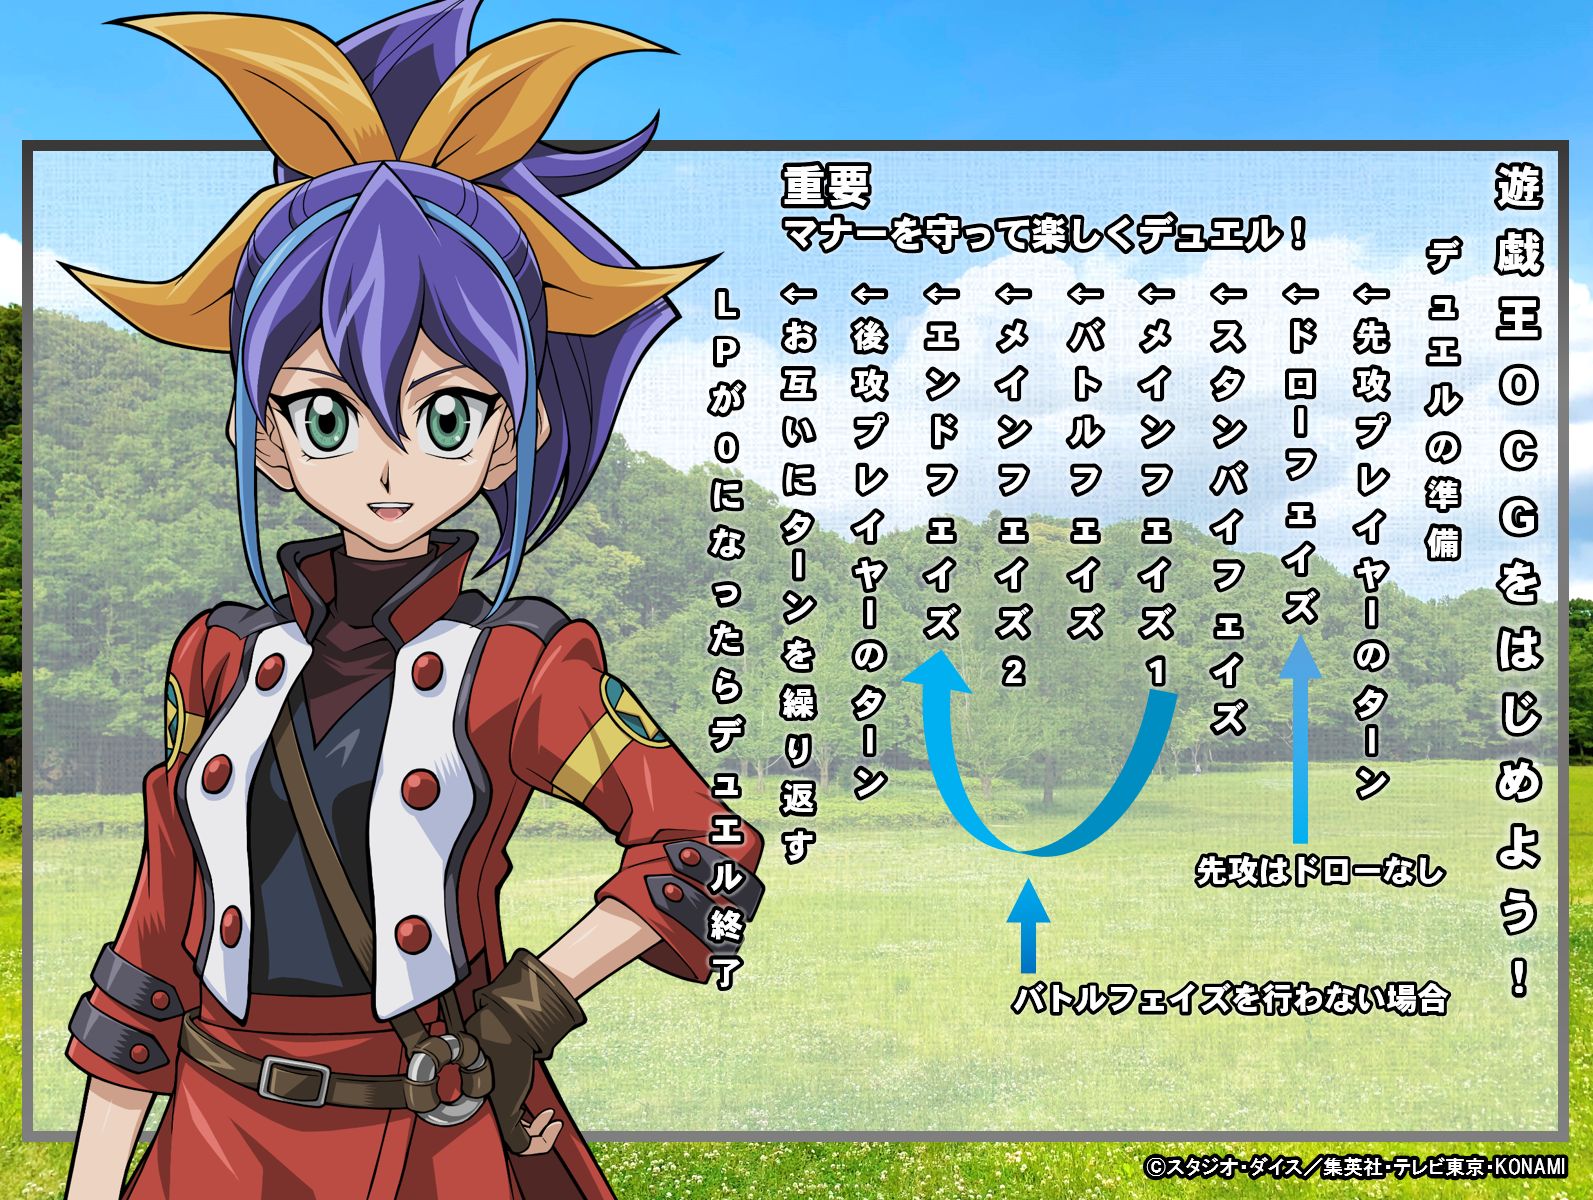 遊戯王OCGをはじめよう！
デュエルの準備
←先攻プレイヤーのターン
←ドローフェイズ
先攻はドローなし
←スタンバイフェイズ
←メインフェイズ1
←バトルフェイズ
←メインフェイズ2
←エンドフェイズ
バトルフェイズを行わない場合
←後攻プレイヤーのターン
←お互いにターンを繰り返す
LPが0になったらデュエル終了
重要
マナーを守って楽しくデュエル！
©スタジオ・ダイス／集英社・テレビ東京・KONAMI